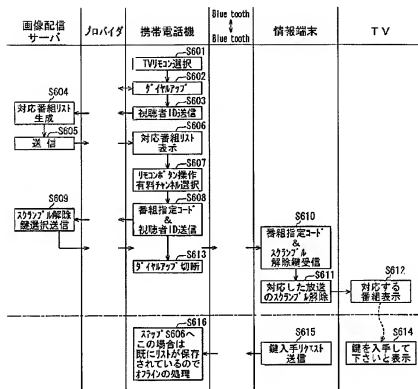 画像配信
サーバ
プロバイダ
携帯電話機
Blue tooth
Blue tooth
情報端末
TV
S601
TVリモコン選択
S602
ダイヤルアップ
S603
視聴者ID送信
S604
対応番組リスト
生成
S605
送信
S606
対応番組リスト
表示
S607
リモコンボタン操作
有料チャンネル選択
S608
番組指定コード
&
視聴者ID送信
S609
スクランブル解除
鍵選択送信
S610
番組指定コード
&
スクランブル
解除鍵受信
S611
対応した放送
のスクランブル解除
S612
対応する
番組表示
S613
ダイヤルアップ切断
S614
鍵を入手して
下さいと表示
S615
鍵入手リクエスト
送信
S616
ステップS606へ
この場合は
既にリストが保存
されているので
オフラインの処理